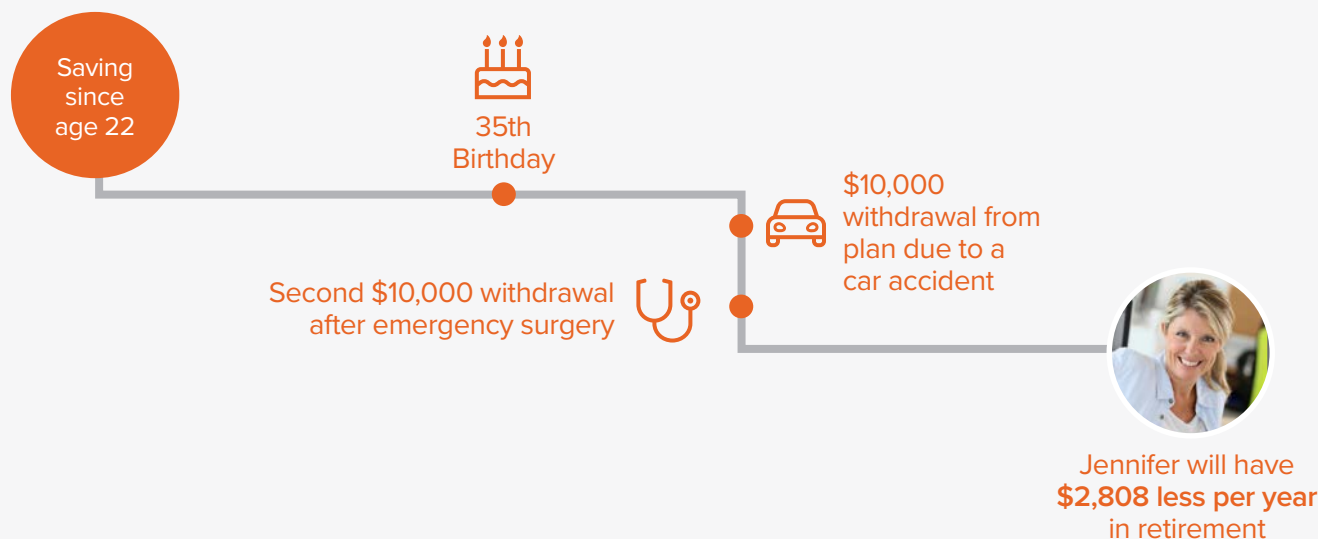 Saving
since
age 22
35th
Birthday
$10,000
withdrawal from
plan due to a
car accident
Second $10,000 withdrawal
after emergency surgery
Jennifer will have
$2,808 less per year
in retirement